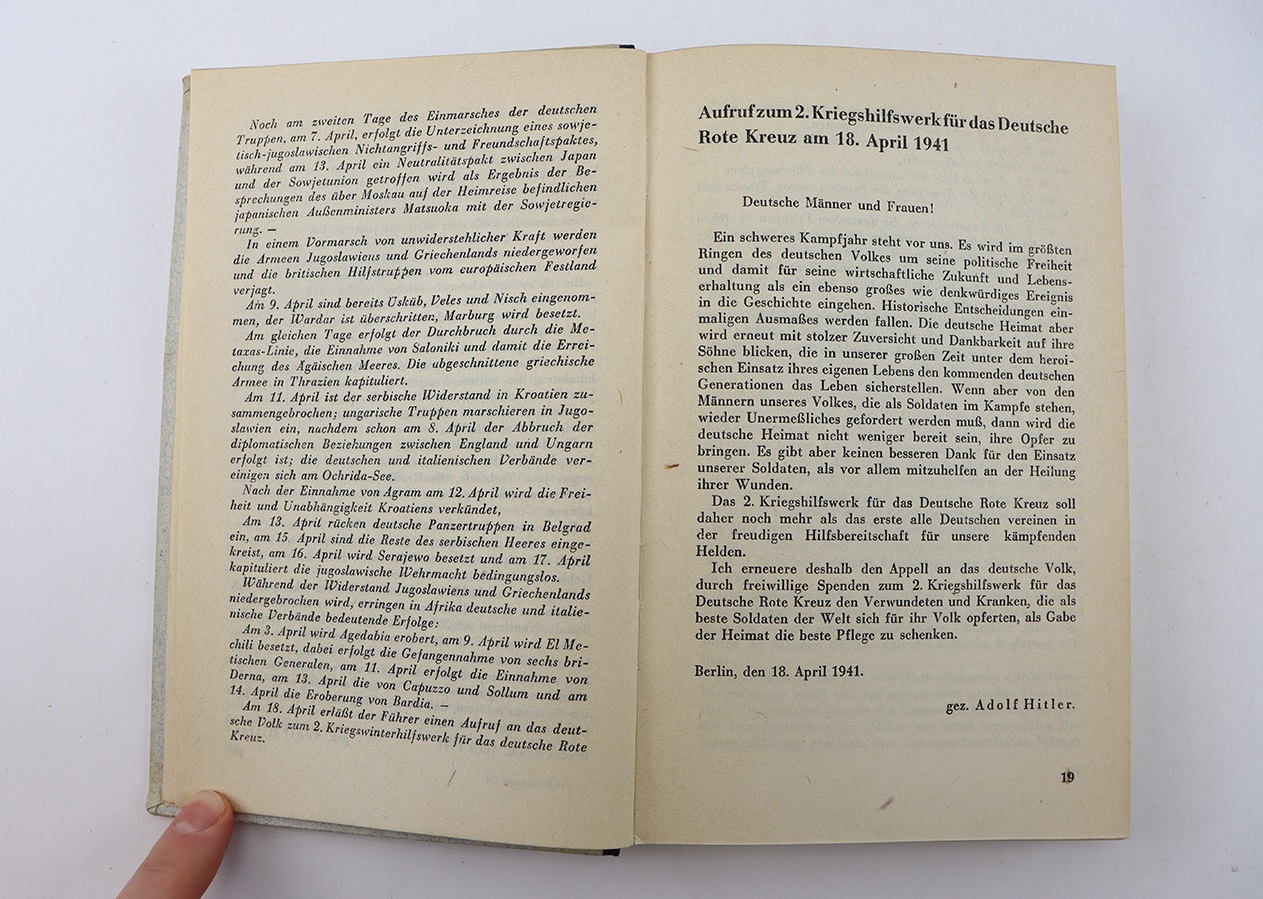 Noch am zweiten Tage des Einmarsches der deutschen
Truppen, am 7. April, erfolgt die Unterzeichnung eines sowje-
tisch-jugoslawischen Nichtangriffs- und Freundschaftspaktes,
während am 13. April ein Neutralitätspakt zwischen Japan
und der Sowjetunion getroffen wird als Ergebnis der Be-
sprechungen des über Moskau auf der Heimreise befindlichen
japanischen Außenministers Matsuoka mit der Sowjetregie-
rung. —
In einem Vormarsch von unwiderstehlicher Kraft werden
die Armeen Jugoslawiens und Griechenlands niedergeworfen
und die britischen Hilfstruppen vom europäischen Festland
verjagt.
Am 9. April sind bereits Üsküb, Veles und Nisch eingenom-
men, der Wardar ist überschritten, Marburg wird besetzt.
Am gleichen Tage erfolgt der Durchbruch durch die Me-
taxas-Linie, die Einnahme von Saloniki und damit die Errei-
chung des Ägäischen Meeres. Die abgeschnittene griechische
Armee in Thrazien kapituliert.
Am 11. April ist der serbische Widerstand in Kroatien zu-
sammengebrochen; ungarische Truppen marschieren in Jugo-
slawien ein, nachdem schon am 8. April der Abbruch der
diplomatischen Beziehungen zwischen England und Ungarn
erfolgt ist; die deutschen und italienischen Verbände ver-
einigen sich am Ochrida-See.
Nach der Einnahme von Agram am 12. April wird die Frei-
heit und Unabhängigkeit Kroatiens verkündet,
Am 13. April rücken deutsche Panzertruppen in Belgrad
ein, am 15. April sind die Reste des serbischen Heeres einge-
kreist, am 16. April wird Serajewo besetzt und am 17. April
kapituliert die jugoslawische Wehrmacht bedingungslos.
Während der Widerstand Jugoslawiens und Griechenlands
niedergebrochen wird, erringen in Afrika deutsche und italie-
nische Verbände bedeutende Erfolge:
Am 3. April wird Agedabia erobert, am 9. April wird El Me-
chili besetzt, dabei erfolgt die Gefangennahme von sechs bri-
tischen Generalen, am 11. April erfolgt die Einnahme von
Derna, am 13. April die von Capuzzo und Sollum und am
14. April die Eroberung von Bardia. —
Am 18. April erläßt der Führer einen Aufruf an das deut-
sche Volk zum 2. Kriegswinterhilfswerk für das deutsche Rote
Kreuz.
Aufruf zum 2. Kriegshilfswerk für das Deutsche
Rote Kreuz am 18. April 1941
Deutsche Männer und Frauen!
Ein schweres Kampfjahr steht vor uns. Es wird im größten
Ringen des deutschen Volkes um seine politische Freiheit
und damit für seine wirtschaftliche Zukunft und Lebens-
erhaltung als ein ebenso großes wie denkwürdiges Ereignis
in die Geschichte eingehen. Historische Entscheidungen ein-
maligen Ausmaßes werden fallen. Die deutsche Heimat aber
wird erneut mit stolzer Zuversicht und Dankbarkeit auf ihre
Söhne blicken, die in unserer großen Zeit unter dem heroi-
schen Einsatz ihres eigenen Lebens den kommenden deutschen
Generationen das Leben sicherstellen. Wenn aber von den
Männern unseres Volkes, die als Soldaten im Kampfe stehen,
wieder Unermeßliches gefordert werden muß, dann wird die
deutsche Heimat nicht weniger bereit sein, ihre Opfer zu
bringen. Es gibt aber keinen besseren Dank für den Einsatz
unserer Soldaten, als vor allem mitzuhelfen an der Heilung
ihrer Wunden.
Das 2. Kriegshilfswerk für das Deutsche Rote Kreuz soll
daher noch mehr als das erste alle Deutschen vereinen in
der freudigen Hilfsbereitschaft für unsere kämpfenden
Helden.
Ich erneuere deshalb den Appell an das deutsche Volk,
durch freiwillige Spenden zum 2. Kriegshilfswerk für das
Deutsche Rote Kreuz den Verwundeten und Kranken, die als
beste Soldaten der Welt sich für ihr Volk opferten, als Gabe
der Heimat die beste Pflege zu schenken.
Berlin, den 18. April 1941.
gez. Adolf Hitler.
19